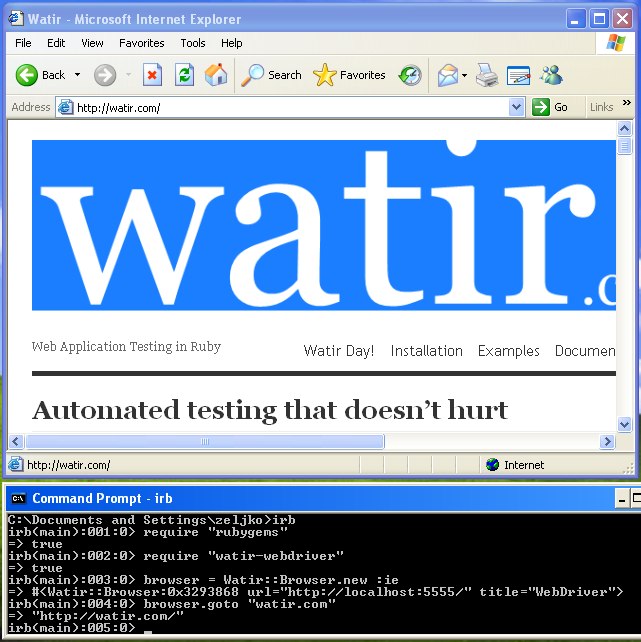 Watir - Microsoft Internet Explorer
File Edit View Favorites Tools Help
Back Search Favorites
Address http://watir.com/ Go Links »
watir.c
Web Application Testing in Ruby Watir Day! Installation Examples Documen
Automated testing that doesn't hurt
http://watir.com/ Internet
Command Prompt - irb
C:\Documents and Settings\zeljko>irb
irb(main):001:0> require "rubygems"
=> true
irb(main):002:0> require "watir-webdriver"
=> true
irb(main):003:0> browser = Watir::Browser.new :ie
=> #<Watir::Browser:0x3293868 url="http://localhost:5555/" title="WebDriver">
irb(main):004:0> browser.goto "watir.com"
=> "http://watir.com/"
irb(main):005:0> _